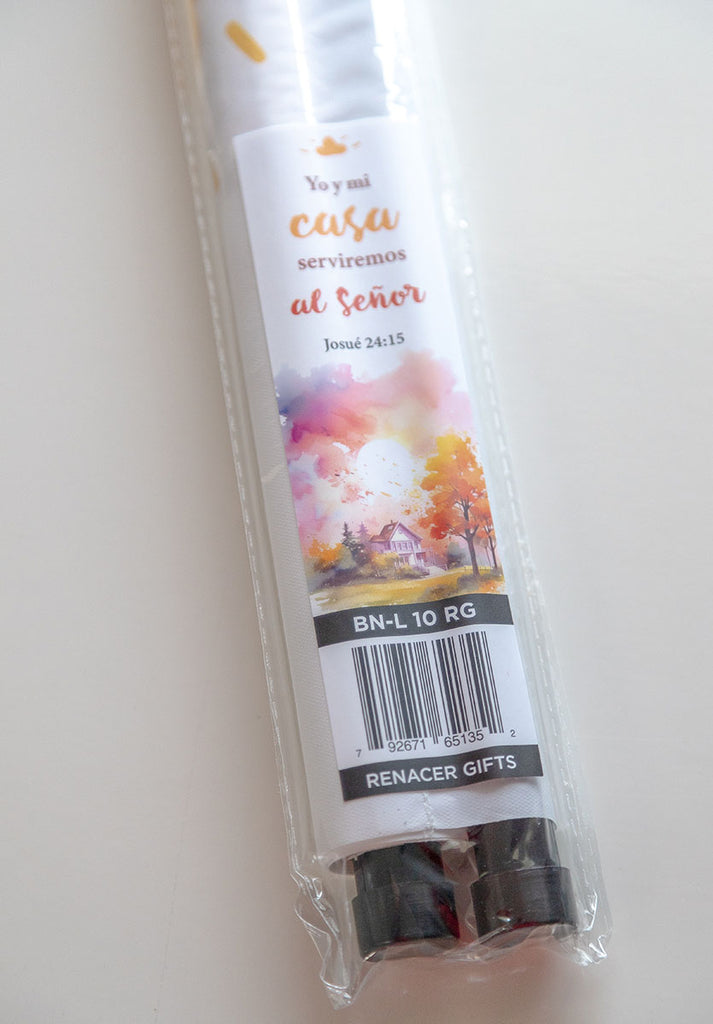 Yo y mi
casa
serviremos
al Señor
Josué 24:15
BN-L 10 RG
7 92671 65135 2
RENACER GIFTS